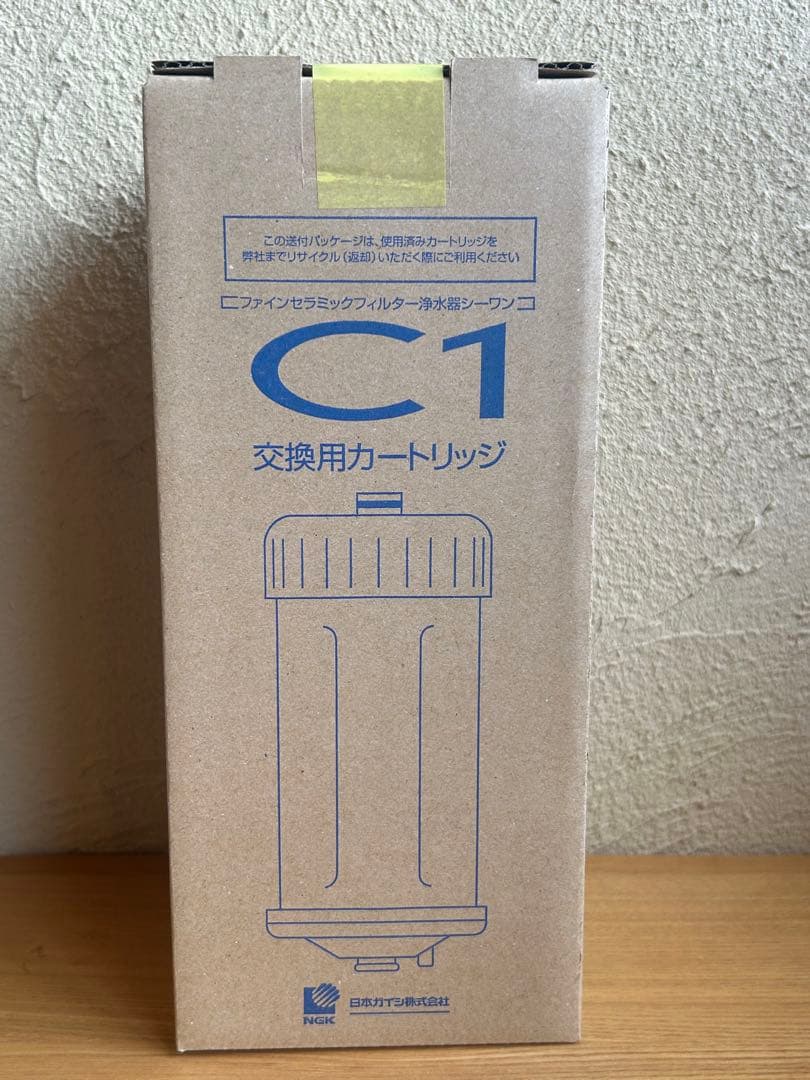 この送付パッケージは、使用済みカートリッジを
弊社までリサイクル(返却)いただく際にご利用ください
ファインセラミックフィルター浄水器シーワン
C1
交換用カートリッジ
NGK
日本ガイシ株式会社